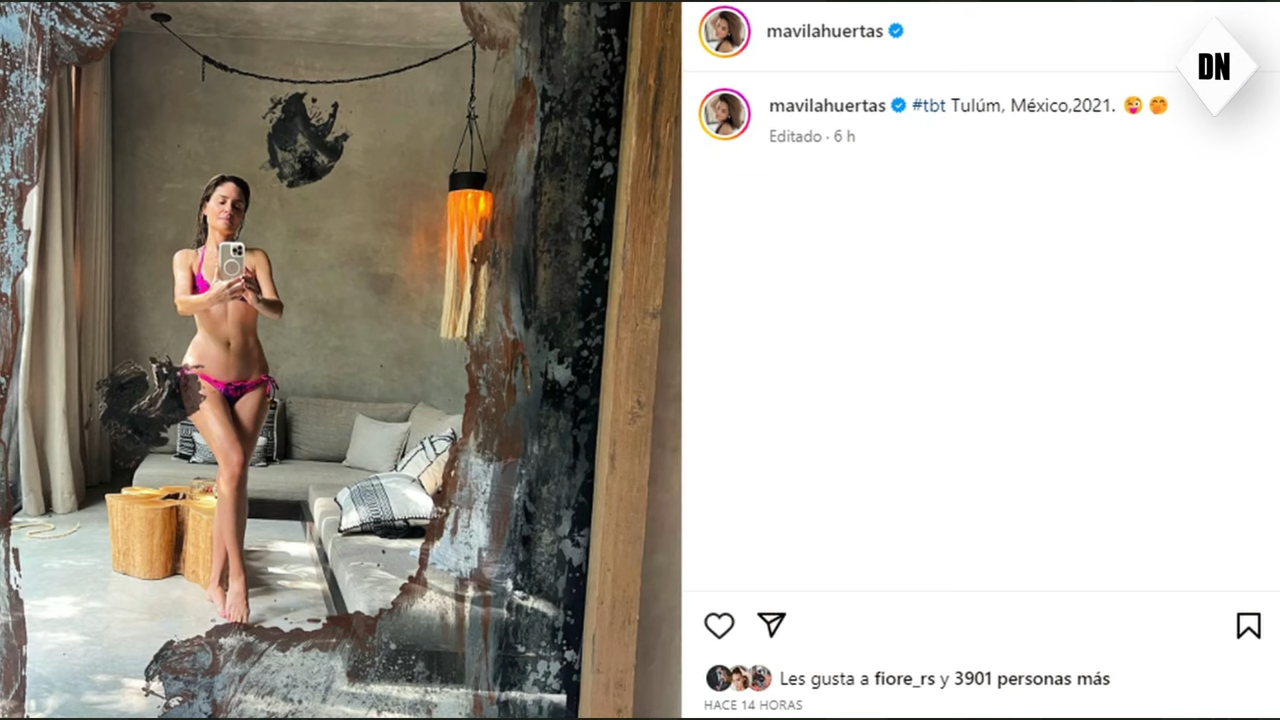 mavilahuertas
DN
mavilahuertas #tbt Tulúm, México,2021. 😜 🤭
Editado · 6 h
Les gusta a fiore_rs y 3901 personas más
HACE 14 HORAS